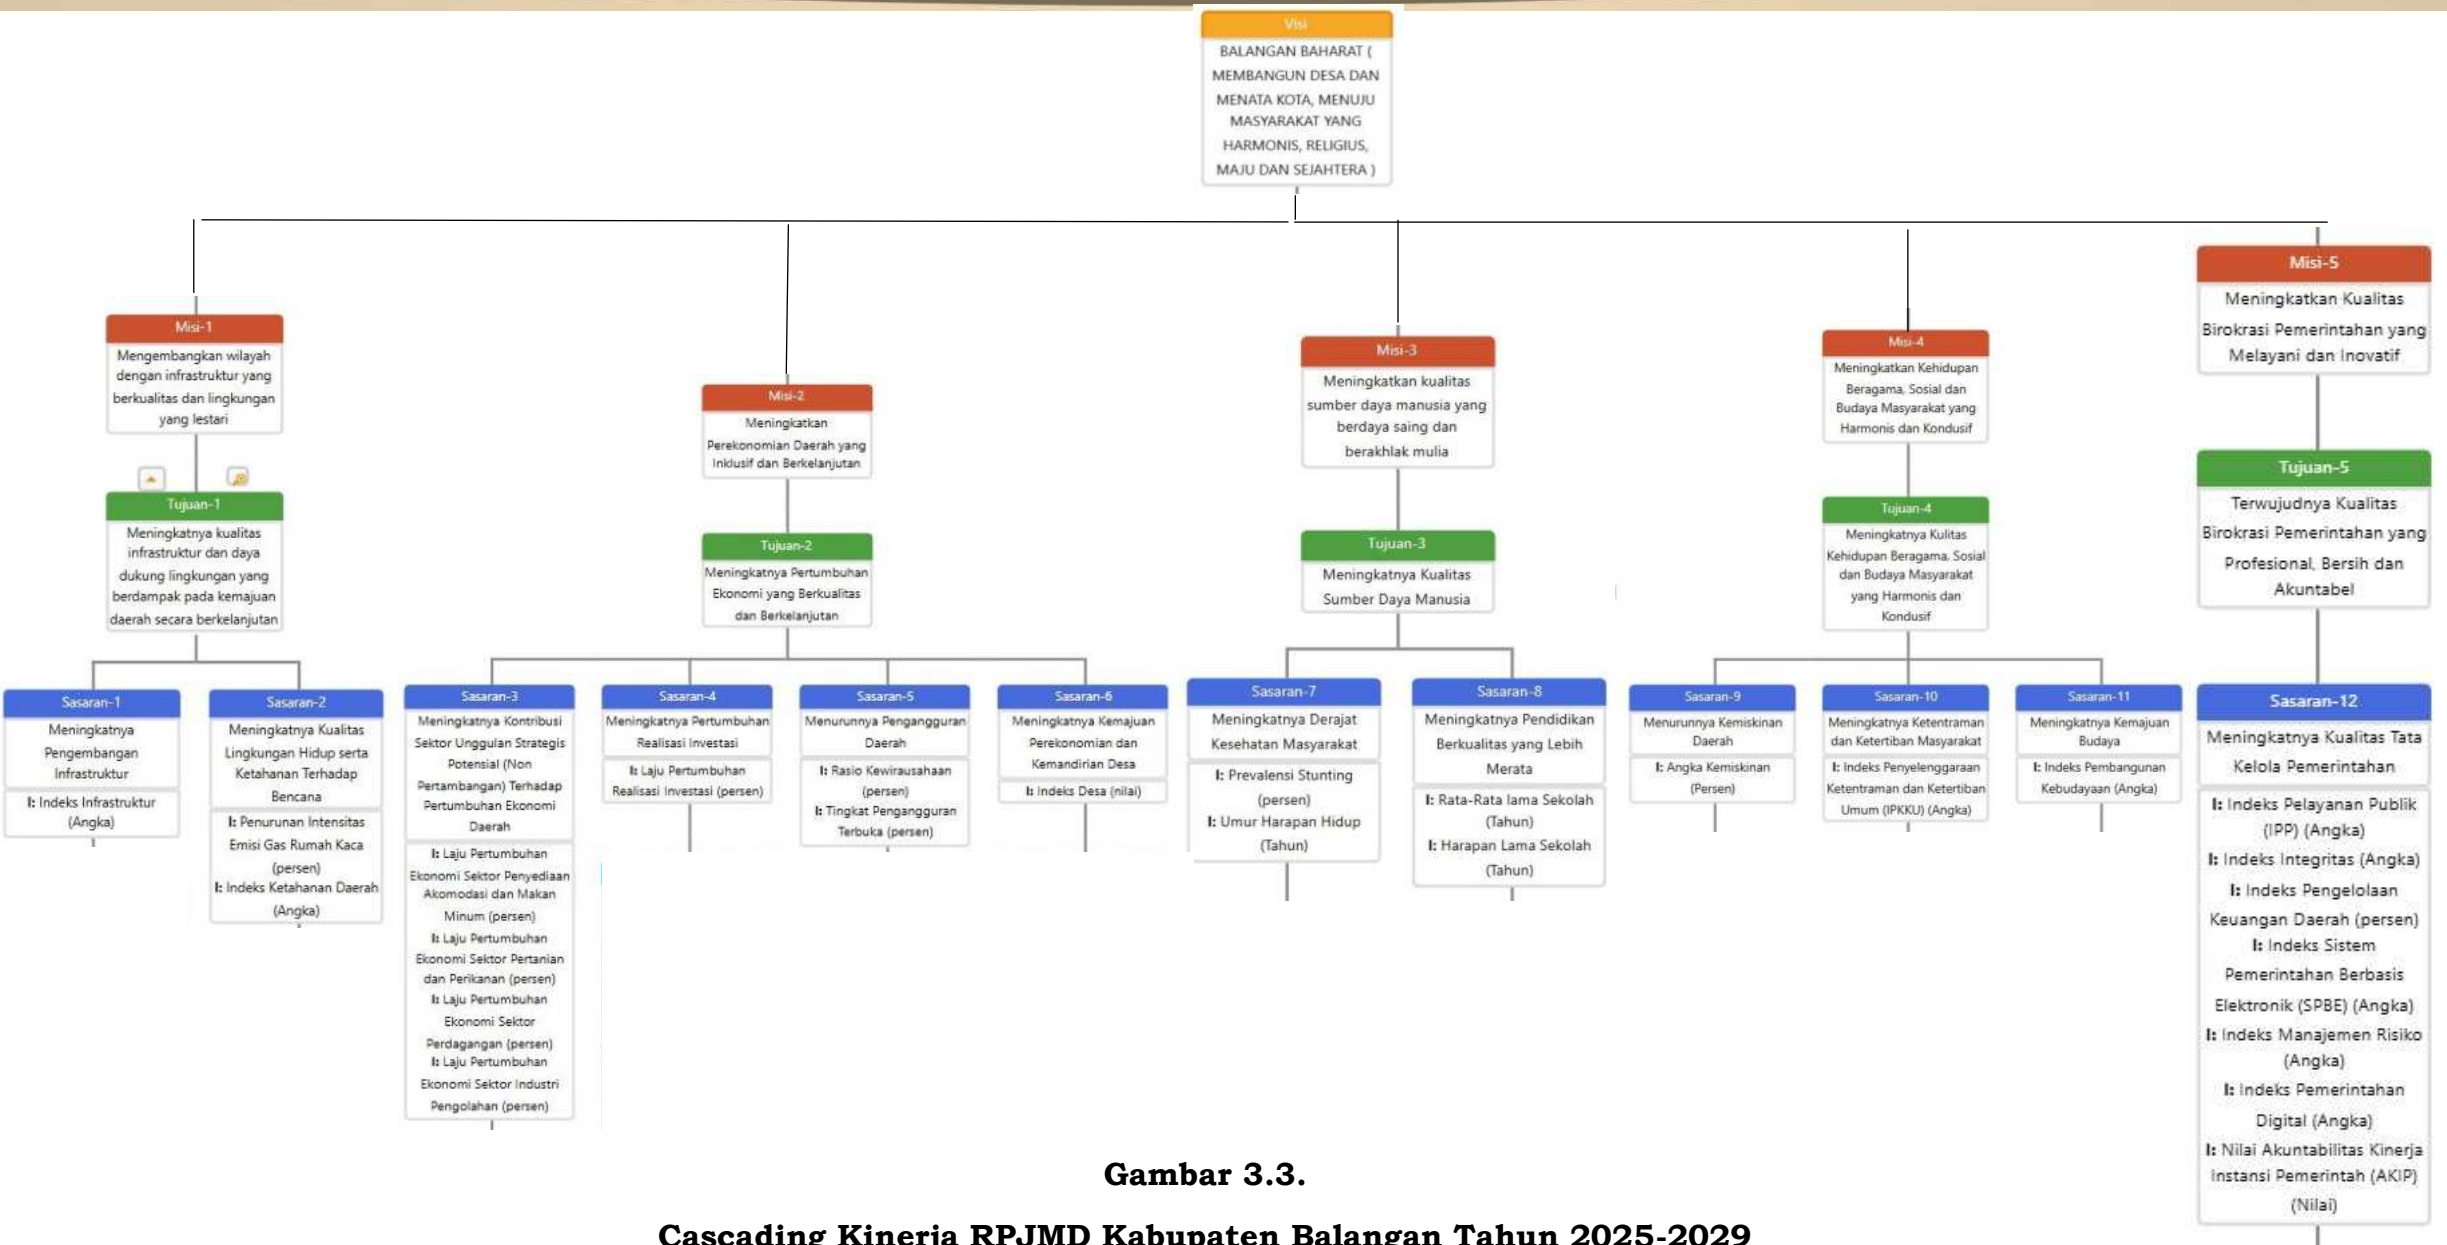 Visi
BALANGAN BAHARAT (
MEMBANGUN DESA DAN
MENATA KOTA, MENUJU
MASYARAKAT YANG
HARMONIS, RELIGIUS,
MAJU DAN SEJAHTERA )
Misi-1
Mengembangkan wilayah
dengan infrastruktur yang
berkualitas dan lingkungan
yang lestari
Tujuan-1
Meningkatnya kualitas
infrastruktur dan daya
dukung lingkungan yang
berdampak pada kemajuan
daerah secara berkelanjutan
Sasaran-1
Meningkatnya
Pengembangan
Infrastruktur
I: Indeks Infrastruktur
(Angka)
Sasaran-2
Meningkatnya Kualitas
Lingkungan Hidup serta
Ketahanan Terhadap
Bencana
I: Penurunan Intensitas
Emisi Gas Rumah Kaca
(persen)
I: Indeks Ketahanan Daerah
(Angka)
Misi-2
Meningkatkan
Perekonomian Daerah yang
Inklusif dan Berkelanjutan
Tujuan-2
Meningkatnya Pertumbuhan
Ekonomi yang Berkualitas
dan Berkelanjutan
Sasaran-3
Meningkatnya Kontribusi
Sektor Unggulan Strategis
Potensial (Non
Pertambangan) Terhadap
Pertumbuhan Ekonomi
Daerah
I: Laju Pertumbuhan
Ekonomi Sektor Penyediaan
Akomodasi dan Makan
Minum (persen)
I: Laju Pertumbuhan
Ekonomi Sektor Pertanian
dan Perikanan (persen)
I: Laju Pertumbuhan
Ekonomi Sektor
Perdagangan (persen)
I: Laju Pertumbuhan
Ekonomi Sektor Industri
Pengolahan (persen)
Sasaran-4
Meningkatnya Pertumbuhan
Realisasi Investasi
I: Laju Pertumbuhan
Realisasi Investasi (persen)
Sasaran-5
Menurunnya Pengangguran
Daerah
I: Rasio Kewirausahaan
(persen)
I: Tingkat Pengangguran
Terbuka (persen)
Sasaran-6
Meningkatnya Kemajuan
Perekonomian dan
Kemandirian Desa
I: Indeks Desa (nilai)
Misi-3
Meningkatkan kualitas
sumber daya manusia yang
berdaya saing dan
berakhlak mulia
Tujuan-3
Meningkatnya Kualitas
Sumber Daya Manusia
Sasaran-7
Meningkatnya Derajat
Kesehatan Masyarakat
I: Prevalensi Stunting
(persen)
I: Umur Harapan Hidup
(Tahun)
Sasaran-8
Meningkatnya Pendidikan
Berkualitas yang Lebih
Merata
I: Rata-Rata lama Sekolah
(Tahun)
I: Harapan Lama Sekolah
(Tahun)
Misi-4
Meningkatkan Kehidupan
Beragama, Sosial dan
Budaya Masyarakat yang
Harmonis dan Kondusif
Tujuan-4
Meningkatnya Kulitas
Kehidupan Beragama, Sosial
dan Budaya Masyarakat
yang Harmonis dan
Kondusif
Sasaran-9
Menurunnya Kemiskinan
Daerah
I: Angka Kemiskinan
(Persen)
Sasaran-10
Meningkatnya Ketentraman
dan Ketertiban Masyarakat
I: Indeks Penyelenggaraan
Ketentraman dan Ketertiban
Umum (IPKKU) (Angka)
Sasaran-11
Meningkatnya Kemajuan
Budaya
I: Indeks Pembangunan
Kebudayaan (Angka)
Misi-5
Meningkatkan Kualitas
Birokrasi Pemerintahan yang
Melayani dan Inovatif
Tujuan-5
Terwujudnya Kualitas
Birokrasi Pemerintahan yang
Profesional, Bersih dan
Akuntabel
Sasaran-12
Meningkatnya Kualitas Tata
Kelola Pemerintahan
I: Indeks Pelayanan Publik
(IPP) (Angka)
I: Indeks Integritas (Angka)
I: Indeks Pengelolaan
Keuangan Daerah (persen)
I: Indeks Sistem
Pemerintahan Berbasis
Elektronik (SPBE) (Angka)
I: Indeks Manajemen Risiko
(Angka)
I: Indeks Pemerintahan
Digital (Angka)
I: Nilai Akuntabilitas Kinerja
Instansi Pemerintah (AKIP)
(Nilai)
Gambar 3.3.
Cascading Kinerja RPJMD Kabupaten Balangan Tahun 2025-2029